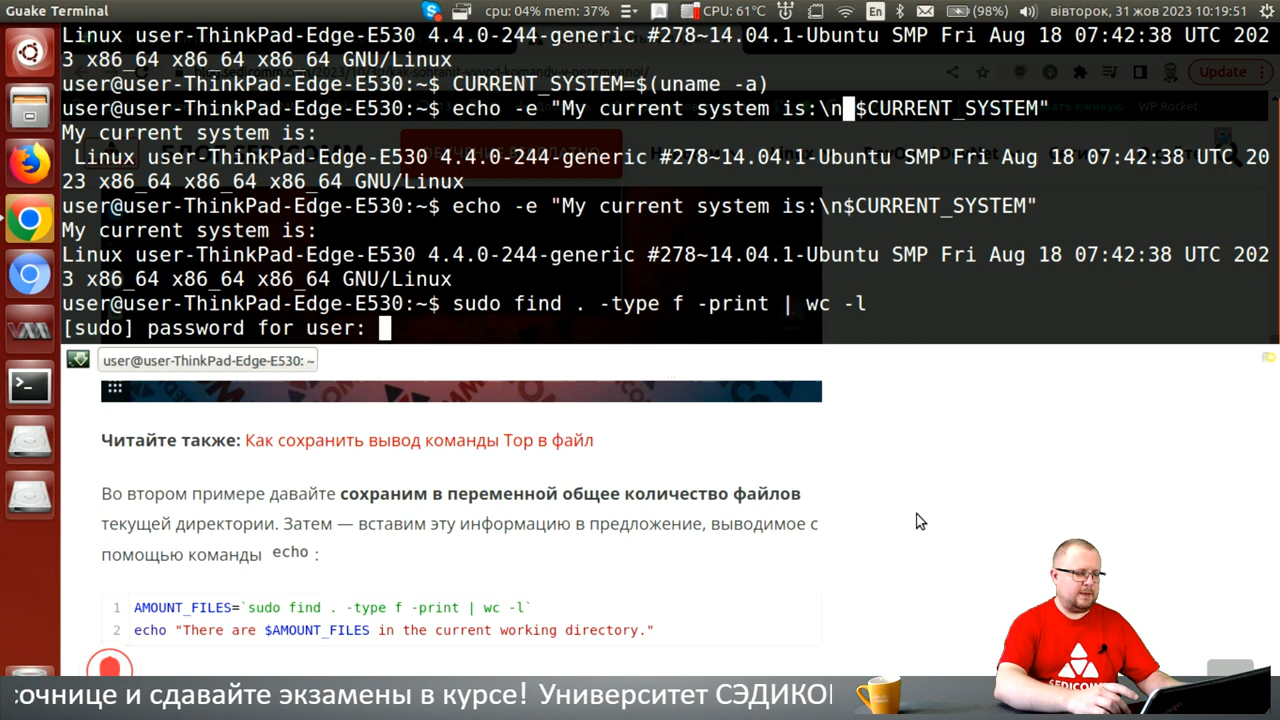 Guake Terminal
cpu: 04% mem: 37%
CPU: 61°C
En
(98%)
вівторок, 31 жов 2023 10:19:51
Linux user-ThinkPad-Edge-E530 4.4.0-244-generic #278~14.04.1-Ubuntu SMP Fri Aug 18 07:42:38 UTC 202
3 x86_64 x86_64 x86_64 GNU/Linux
Update
user@user-ThinkPad-Edge-E530:~$ CURRENT_SYSTEM=$(uname -a)
user@user-ThinkPad-Edge-E530:~$ echo -e "My current system is:\n $CURRENT_SYSTEM"
WP Rocket
My current system is:
 Linux user-ThinkPad-Edge-E530 4.4.0-244-generic #278~14.04.1-Ubuntu SMP Fri Aug 18 07:42:38 UTC 20
23 x86_64 x86_64 x86_64 GNU/Linux
user@user-ThinkPad-Edge-E530:~$ echo -e "My current system is:\n$CURRENT_SYSTEM"
My current system is:
Linux user-ThinkPad-Edge-E530 4.4.0-244-generic #278~14.04.1-Ubuntu SMP Fri Aug 18 07:42:38 UTC 202
3 x86_64 x86_64 x86_64 GNU/Linux
user@user-ThinkPad-Edge-E530:~$ sudo find . -type f -print | wc -l
[sudo] password for user:
user@user-ThinkPad-Edge-E530: ~
Читайте также: Как сохранить вывод команды Top в файл
Во втором примере давайте сохраним в переменной общее количество файлов
текущей директории. Затем — вставим эту информацию в предложение, выводимое с
помощью команды echo :
1 AMOUNT_FILES=`sudo find . -type f -print | wc -l`
2 echo "There are $AMOUNT_FILES in the current working directory."
сочнице и сдавайте экзамены в курсе! Университет СЭДИКОМ